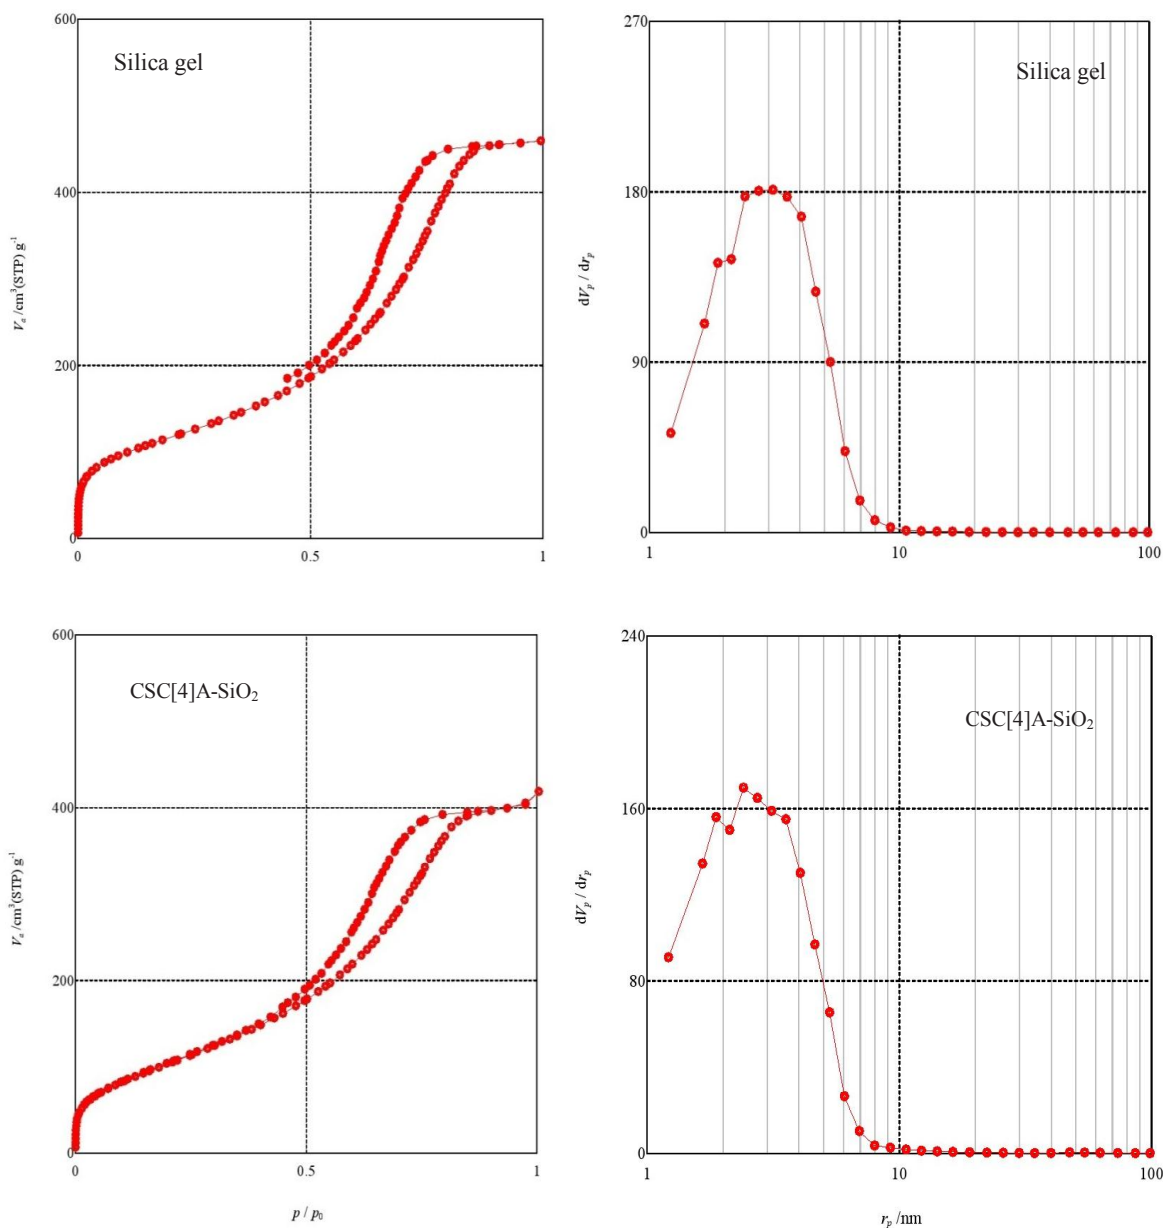 600
Silica gel
400
200
0
0
0.5
1
Vₐ /cm³(STP) g⁻¹
270
Silica gel
180
90
0
1
10
100
dVₚ / drₚ
600
CSC[4]A-SiO₂
400
200
0
0
0.5
1
Vₐ /cm³(STP) g⁻¹
p / p₀
240
CSC[4]A-SiO₂
160
80
0
1
10
100
dVₚ / drₚ
rₚ /nm